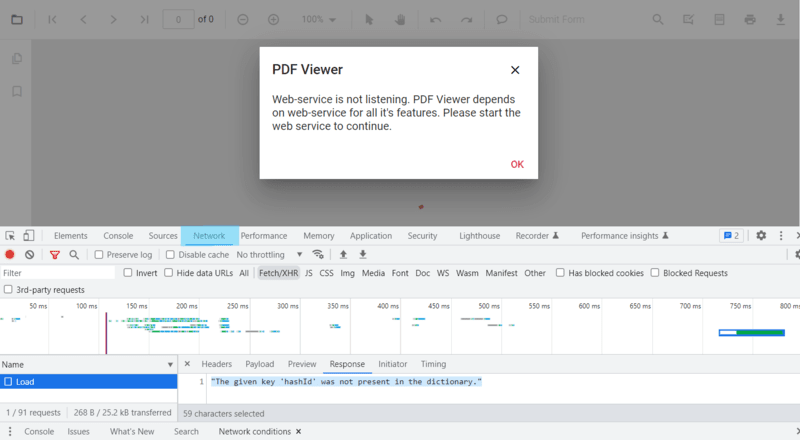 0 of 0 100% Submit Form
PDF Viewer
Web-service is not listening. PDF Viewer depends
on web-service for all it's features. Please start the
web service to continue.
OK
Elements Console Sources Network Performance Memory Application Security Lighthouse Recorder Performance insights 2
Preserve log Disable cache No throttling
Filter Invert Hide data URLs All Fetch/XHR JS CSS Img Media Font Doc WS Wasm Manifest Other Has blocked cookies Blocked Requests
3rd-party requests
50 ms 100 ms 150 ms 200 ms 250 ms 300 ms 350 ms 400 ms 450 ms 500 ms 550 ms 600 ms 650 ms 700 ms 750 ms 800 ms
Name Headers Payload Preview Response Initiator Timing
Load 1 "The given key 'hashId' was not present in the dictionary."
1 / 91 requests 268 B / 25.2 kB transferred 59 characters selected
Console Issues What's New Search Network conditions